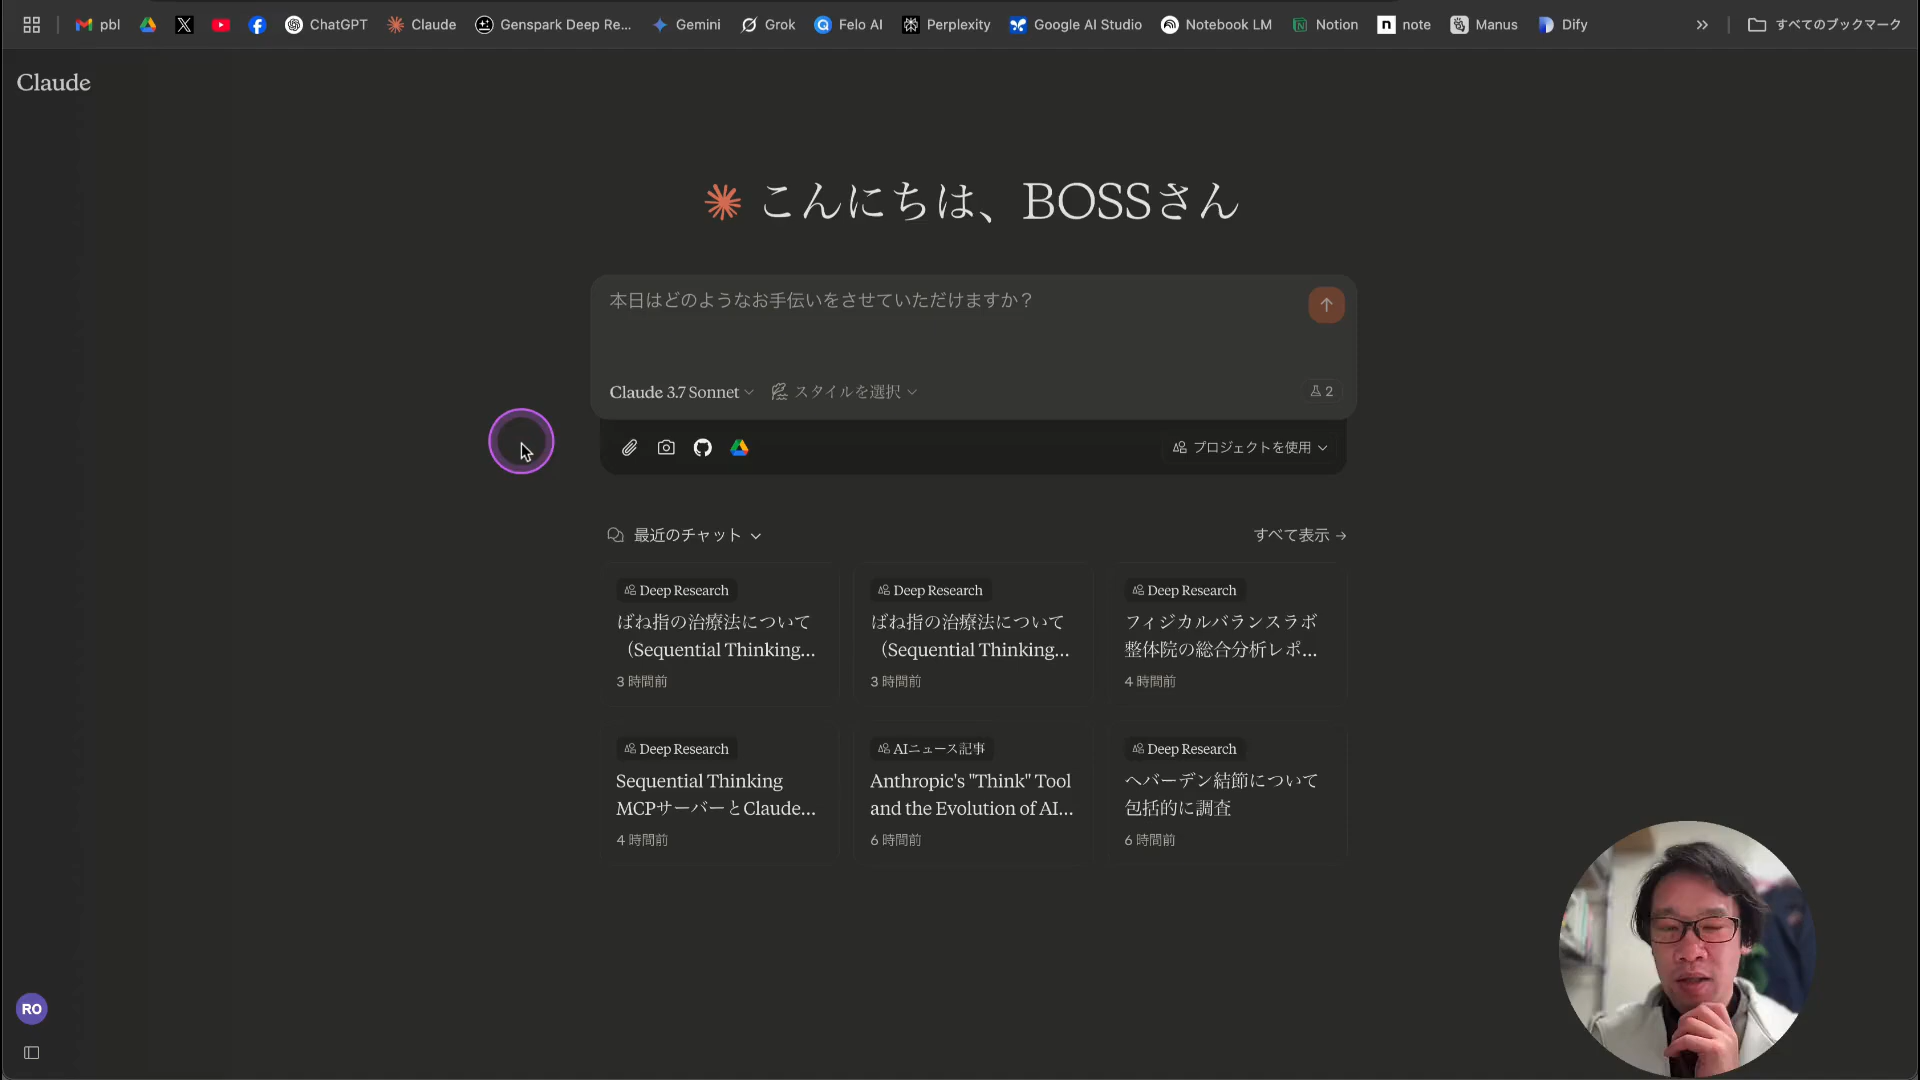 pbl
ChatGPT
Claude
Genspark Deep Re...
Gemini
Grok
Felo AI
Perplexity
Google AI Studio
Notebook LM
Notion
note
Manus
Dify
»
すべてのブックマーク
Claude
こんにちは、BOSSさん
本日はどのようなお手伝いをさせていただけますか？
Claude 3.7 Sonnet
スタイルを選択
2
プロジェクトを使用
最近のチャット
すべて表示 →
Deep Research
ばね指の治療法について
（Sequential Thinking...
3 時間前
Deep Research
ばね指の治療法について
（Sequential Thinking...
3 時間前
Deep Research
フィジカルバランスラボ
整体院の総合分析レポ...
4 時間前
Deep Research
Sequential Thinking
MCPサーバーとClaude...
4 時間前
AIニュース記事
Anthropic's "Think" Tool
and the Evolution of AI...
6 時間前
Deep Research
へバーデン結節について
包括的に調査
6 時間前
RO